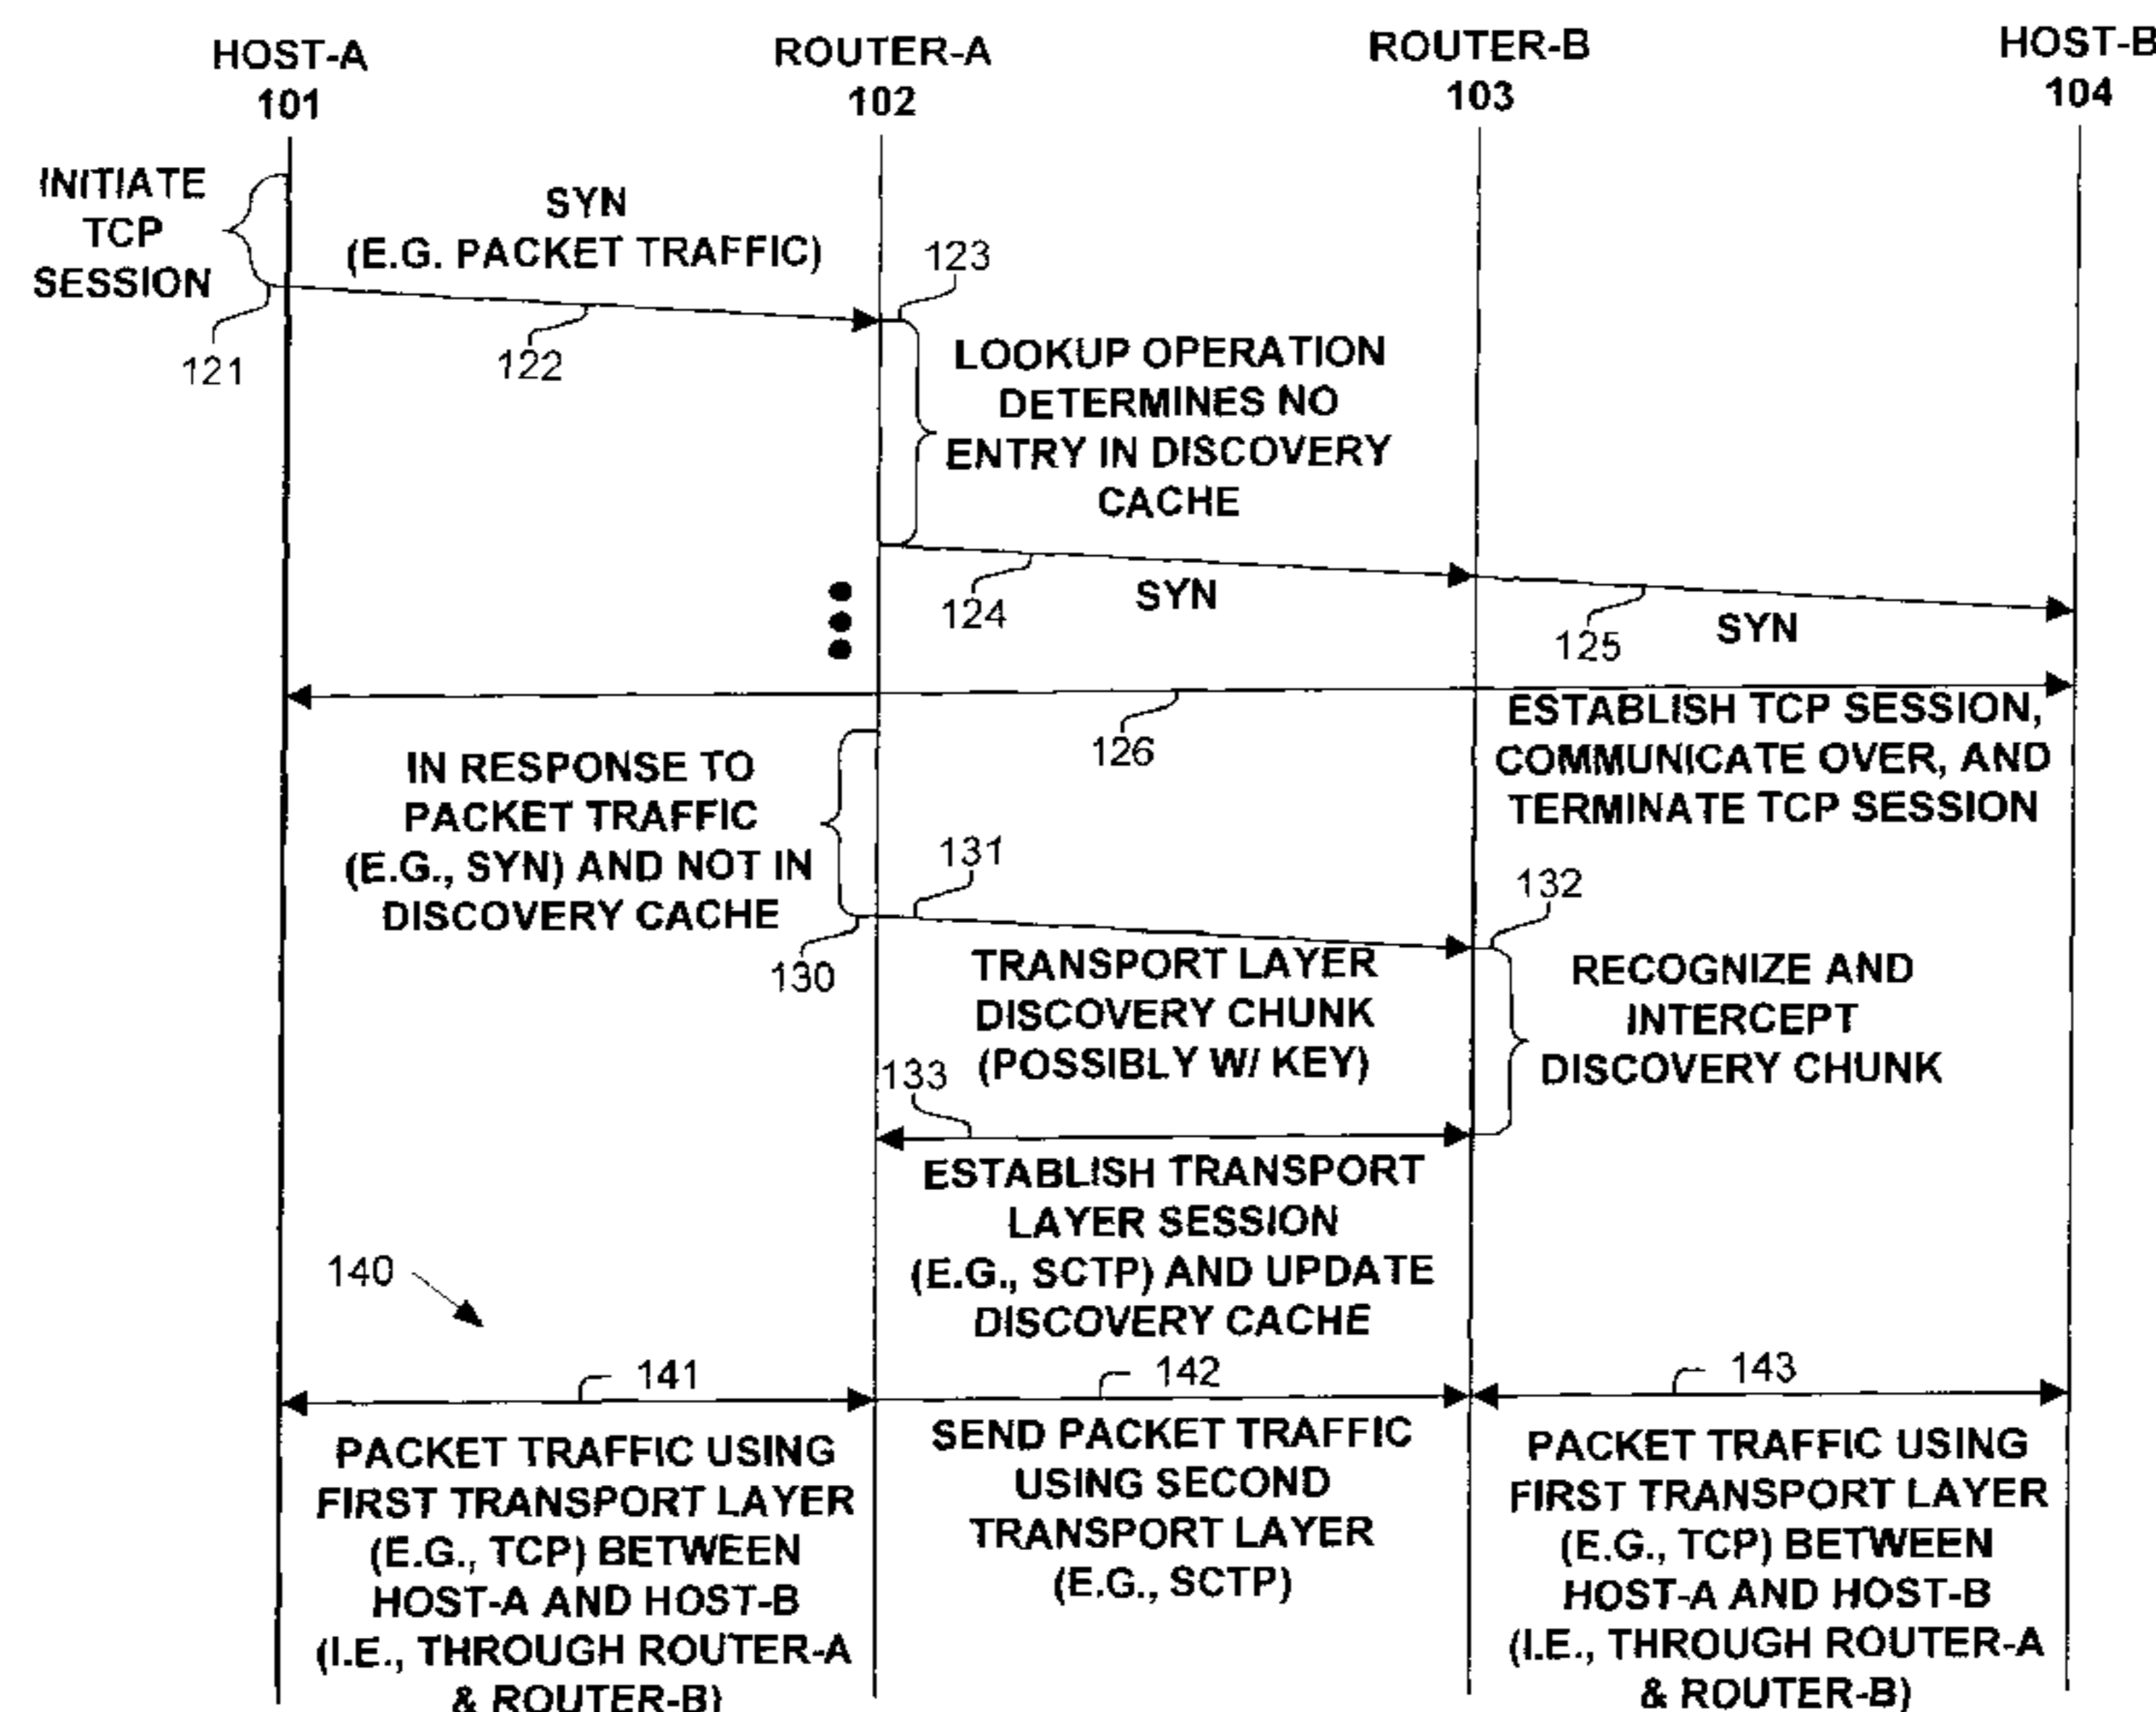 HOST-A
101
ROUTER-A
102
ROUTER-B
103
HOST-B
104
INITIATE
TCP
SESSION
SYN
(E.G. PACKET TRAFFIC)
121
122
123
LOOKUP OPERATION
DETERMINES NO
ENTRY IN DISCOVERY
CACHE
124
SYN
125
SYN
126
ESTABLISH TCP SESSION,
COMMUNICATE OVER, AND
TERMINATE TCP SESSION
IN RESPONSE TO
PACKET TRAFFIC
(E.G., SYN) AND NOT IN
DISCOVERY CACHE
130
131
TRANSPORT LAYER
DISCOVERY CHUNK
(POSSIBLY W/ KEY)
132
RECOGNIZE AND
INTERCEPT
DISCOVERY CHUNK
133
ESTABLISH TRANSPORT
LAYER SESSION
(E.G., SCTP) AND UPDATE
DISCOVERY CACHE
140
141
142
143
PACKET TRAFFIC USING
FIRST TRANSPORT LAYER
(E.G., TCP) BETWEEN
HOST-A AND HOST-B
(I.E., THROUGH ROUTER-A
& ROUTER-B)
SEND PACKET TRAFFIC
USING SECOND
TRANSPORT LAYER
(E.G., SCTP)
PACKET TRAFFIC USING
FIRST TRANSPORT LAYER
(E.G., TCP) BETWEEN
HOST-A AND HOST-B
(I.E., THROUGH ROUTER-A
& ROUTER-B)